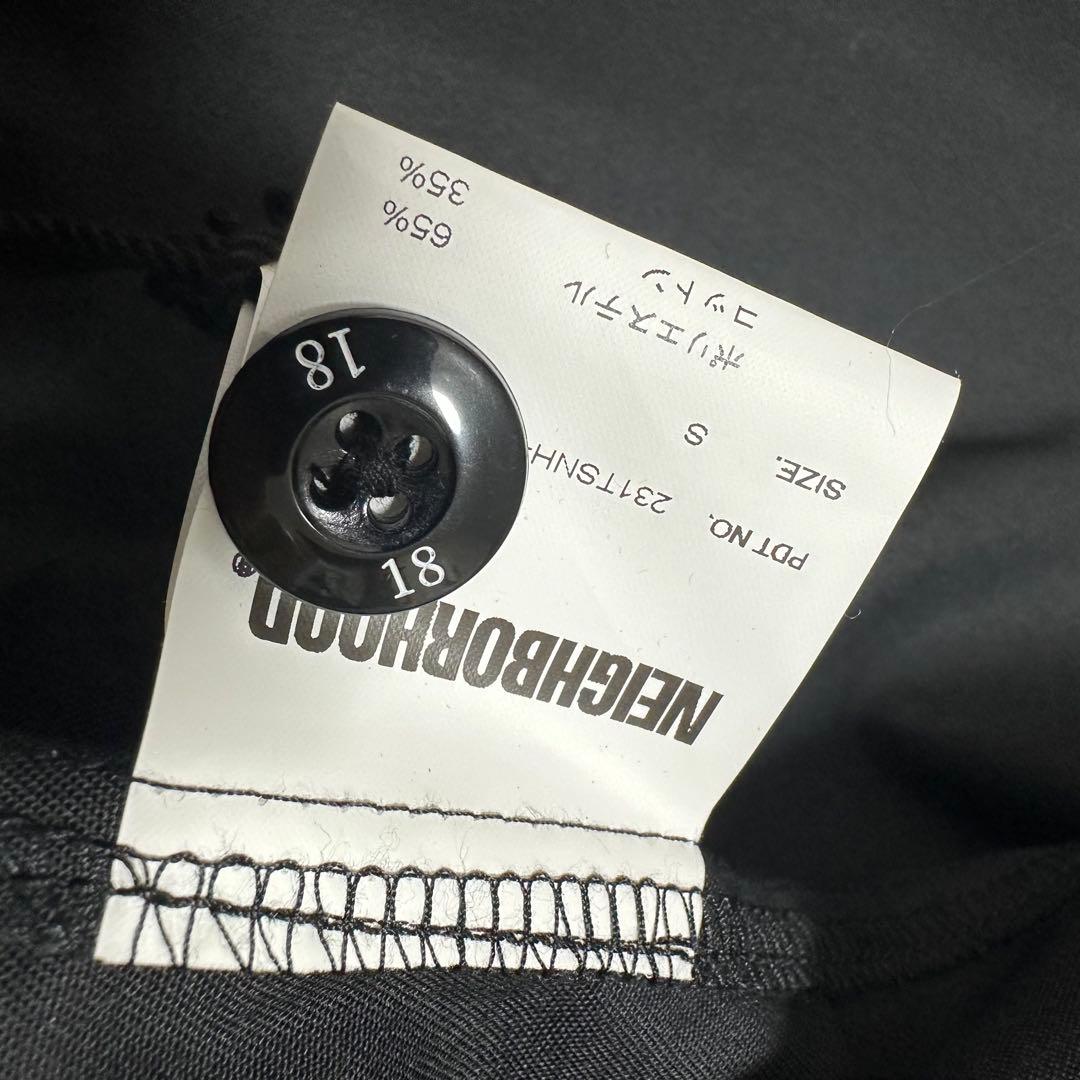 NEIGHBORHOOD
PDT NO. 231TSNH-
SIZE. S
ポリエステル 65%
コットン 35%
18
18